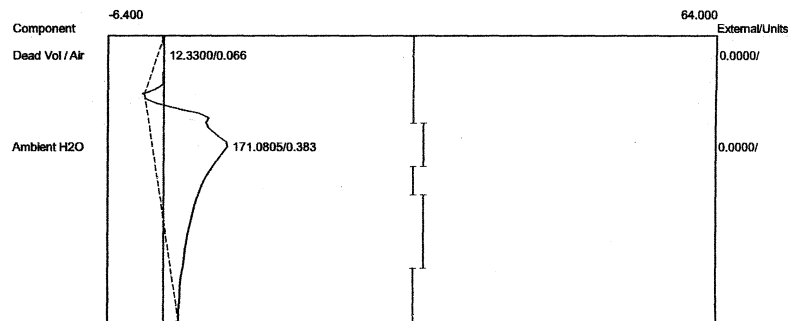 -6.400 64.000
Component External/Units
Dead Vol / Air 12.3300/0.066 0.0000/
Ambient H2O 171.0805/0.383 0.0000/